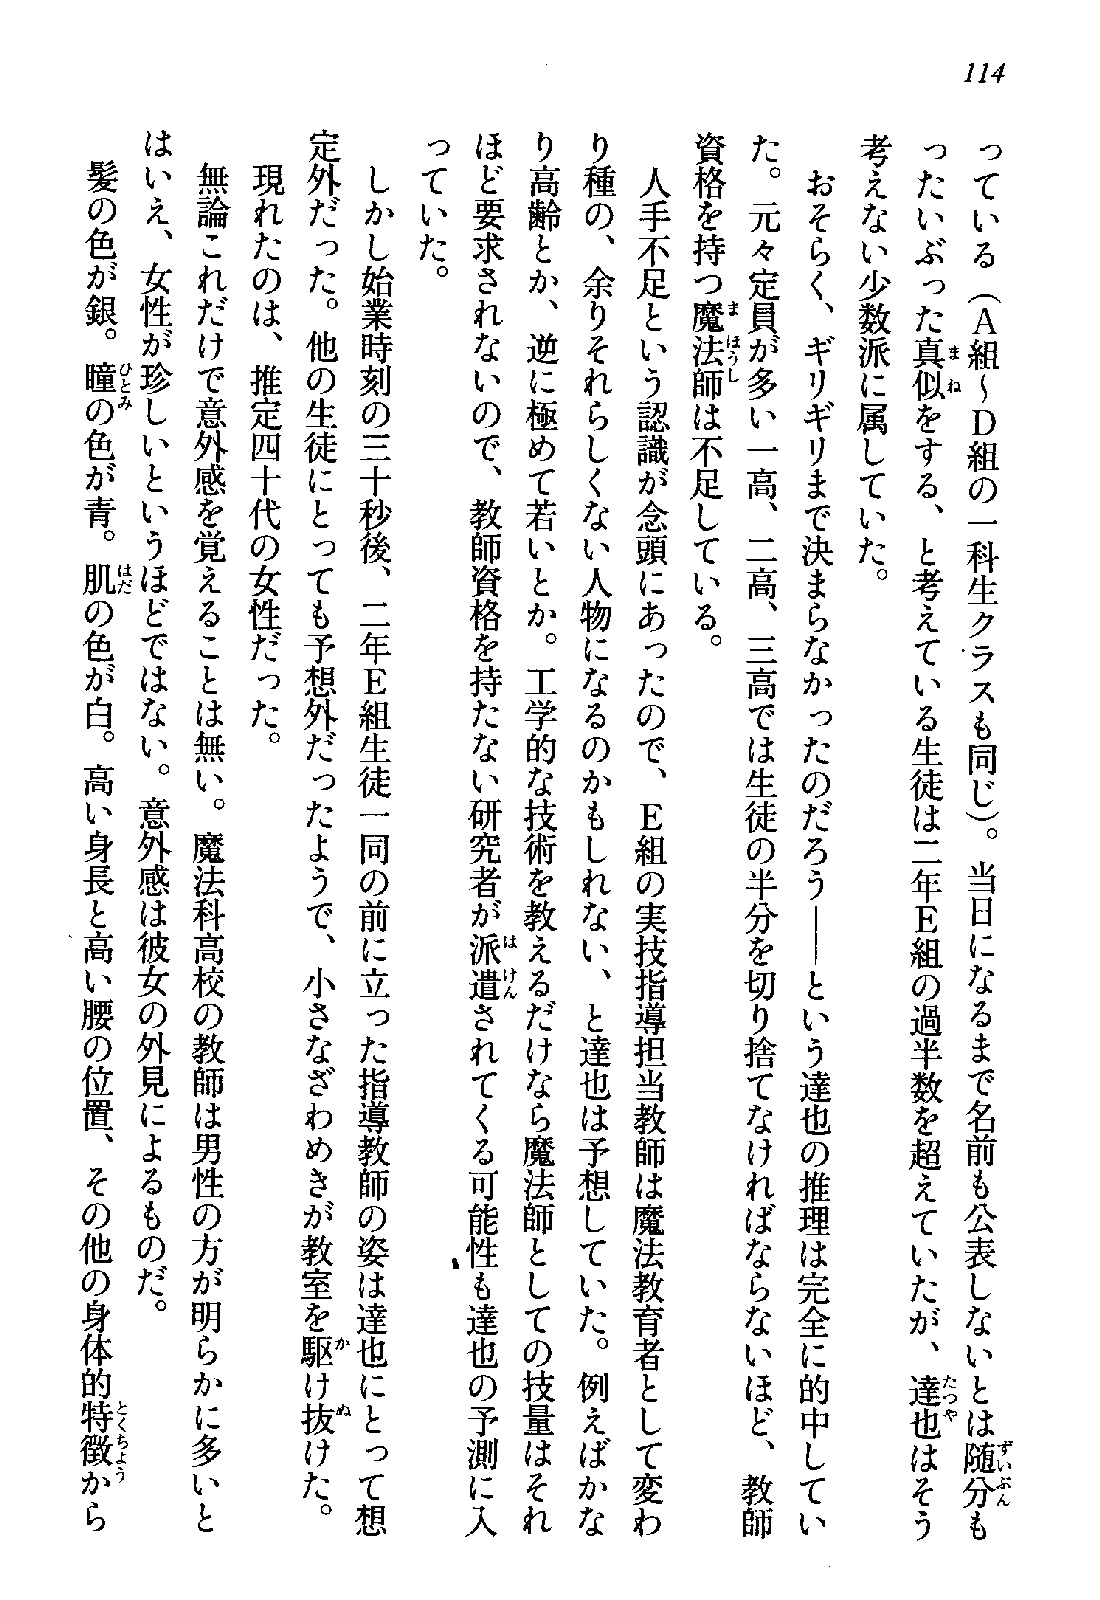 114
っている（Ａ組～Ｄ組の一科生クラスも同じ）。当日になるまで名前も公表しないとは随分も
ったいぶった真似をする、と考えている生徒は二年Ｅ組の過半数を超えていたが、達也はそう
考えない少数派に属していた。
おそらく、ギリギリまで決まらなかったのだろう——という達也の推理は完全に的中してい
た。元々定員が多い一高、二高、三高では生徒の半分を切り捨てなければならないほど、教師
資格を持つ魔法師は不足している。
人手不足という認識が念頭にあったので、Ｅ組の実技指導担当教師は魔法教育者として変わ
り種の、余りそれらしくない人物になるのかもしれない、と達也は予想していた。例えばかな
り高齢とか、逆に極めて若いとか。工学的な技術を教えるだけなら魔法師としての技量はそれ
ほど要求されないので、教師資格を持たない研究者が派遣されてくる可能性も達也の予測に入
っていた。
しかし始業時刻の三十秒後、二年Ｅ組生徒一同の前に立った指導教師の姿は達也にとって想
定外だった。他の生徒にとっても予想外だったようで、小さなざわめきが教室を駆け抜けた。
現れたのは、推定四十代の女性だった。
無論これだけで意外感を覚えることは無い。魔法科高校の教師は男性の方が明らかに多いと
はいえ、女性が珍しいというほどではない。意外感は彼女の外見によるものだ。
髪の色が銀。瞳の色が青。肌の色が白。高い身長と高い腰の位置、その他の身体的特徴から